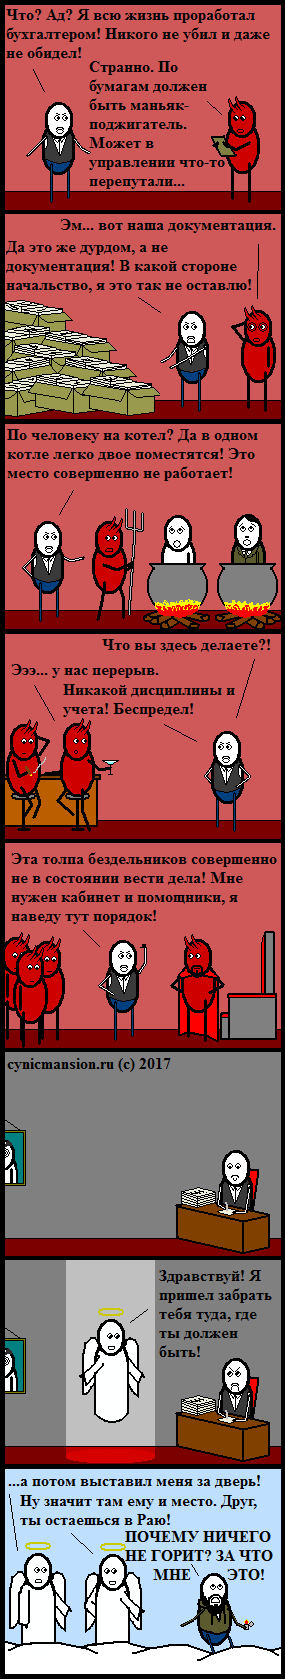 Что? Ад? Я всю жизнь проработал
бухгалтером! Никого не убил и даже
не обидел!
Странно. По
бумагам должен
быть маньяк-
поджигатель.
Может в
управлении что-то
перепутали...
Эм... вот наша документация.
Да это же дурдом, а не
документация! В какой стороне
начальство, я это так не оставлю!
По человеку на котел? Да в одном
котле легко двое поместятся! Это
место совершенно не работает!
Что вы здесь делаете?!
Эээ... у нас перерыв.
Никакой дисциплины и
учета! Беспредел!
Эта толпа бездельников совершенно
не в состоянии вести дела! Мне
нужен кабинет и помощники, я
наведу тут порядок!
cynicmansion.ru (c) 2017
Здравствуй! Я
пришел забрать
тебя туда, где
ты должен
быть!
...а потом выставил меня за дверь!
Ну значит там ему и место. Друг,
ты остаешься в Раю!
ПОЧЕМУ НИЧЕГО
НЕ ГОРИТ? ЗА ЧТО
МНЕ ЭТО!